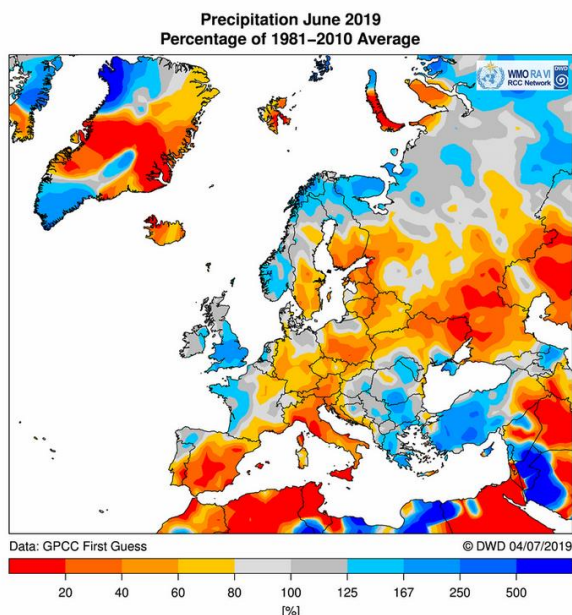 Precipitation June 2019
Percentage of 1981–2010 Average
WMO RA VI
RCC Network
DWD
Data: GPCC First Guess
© DWD 04/07/2019
20 40 60 80 100 125 167 250 500
[%]